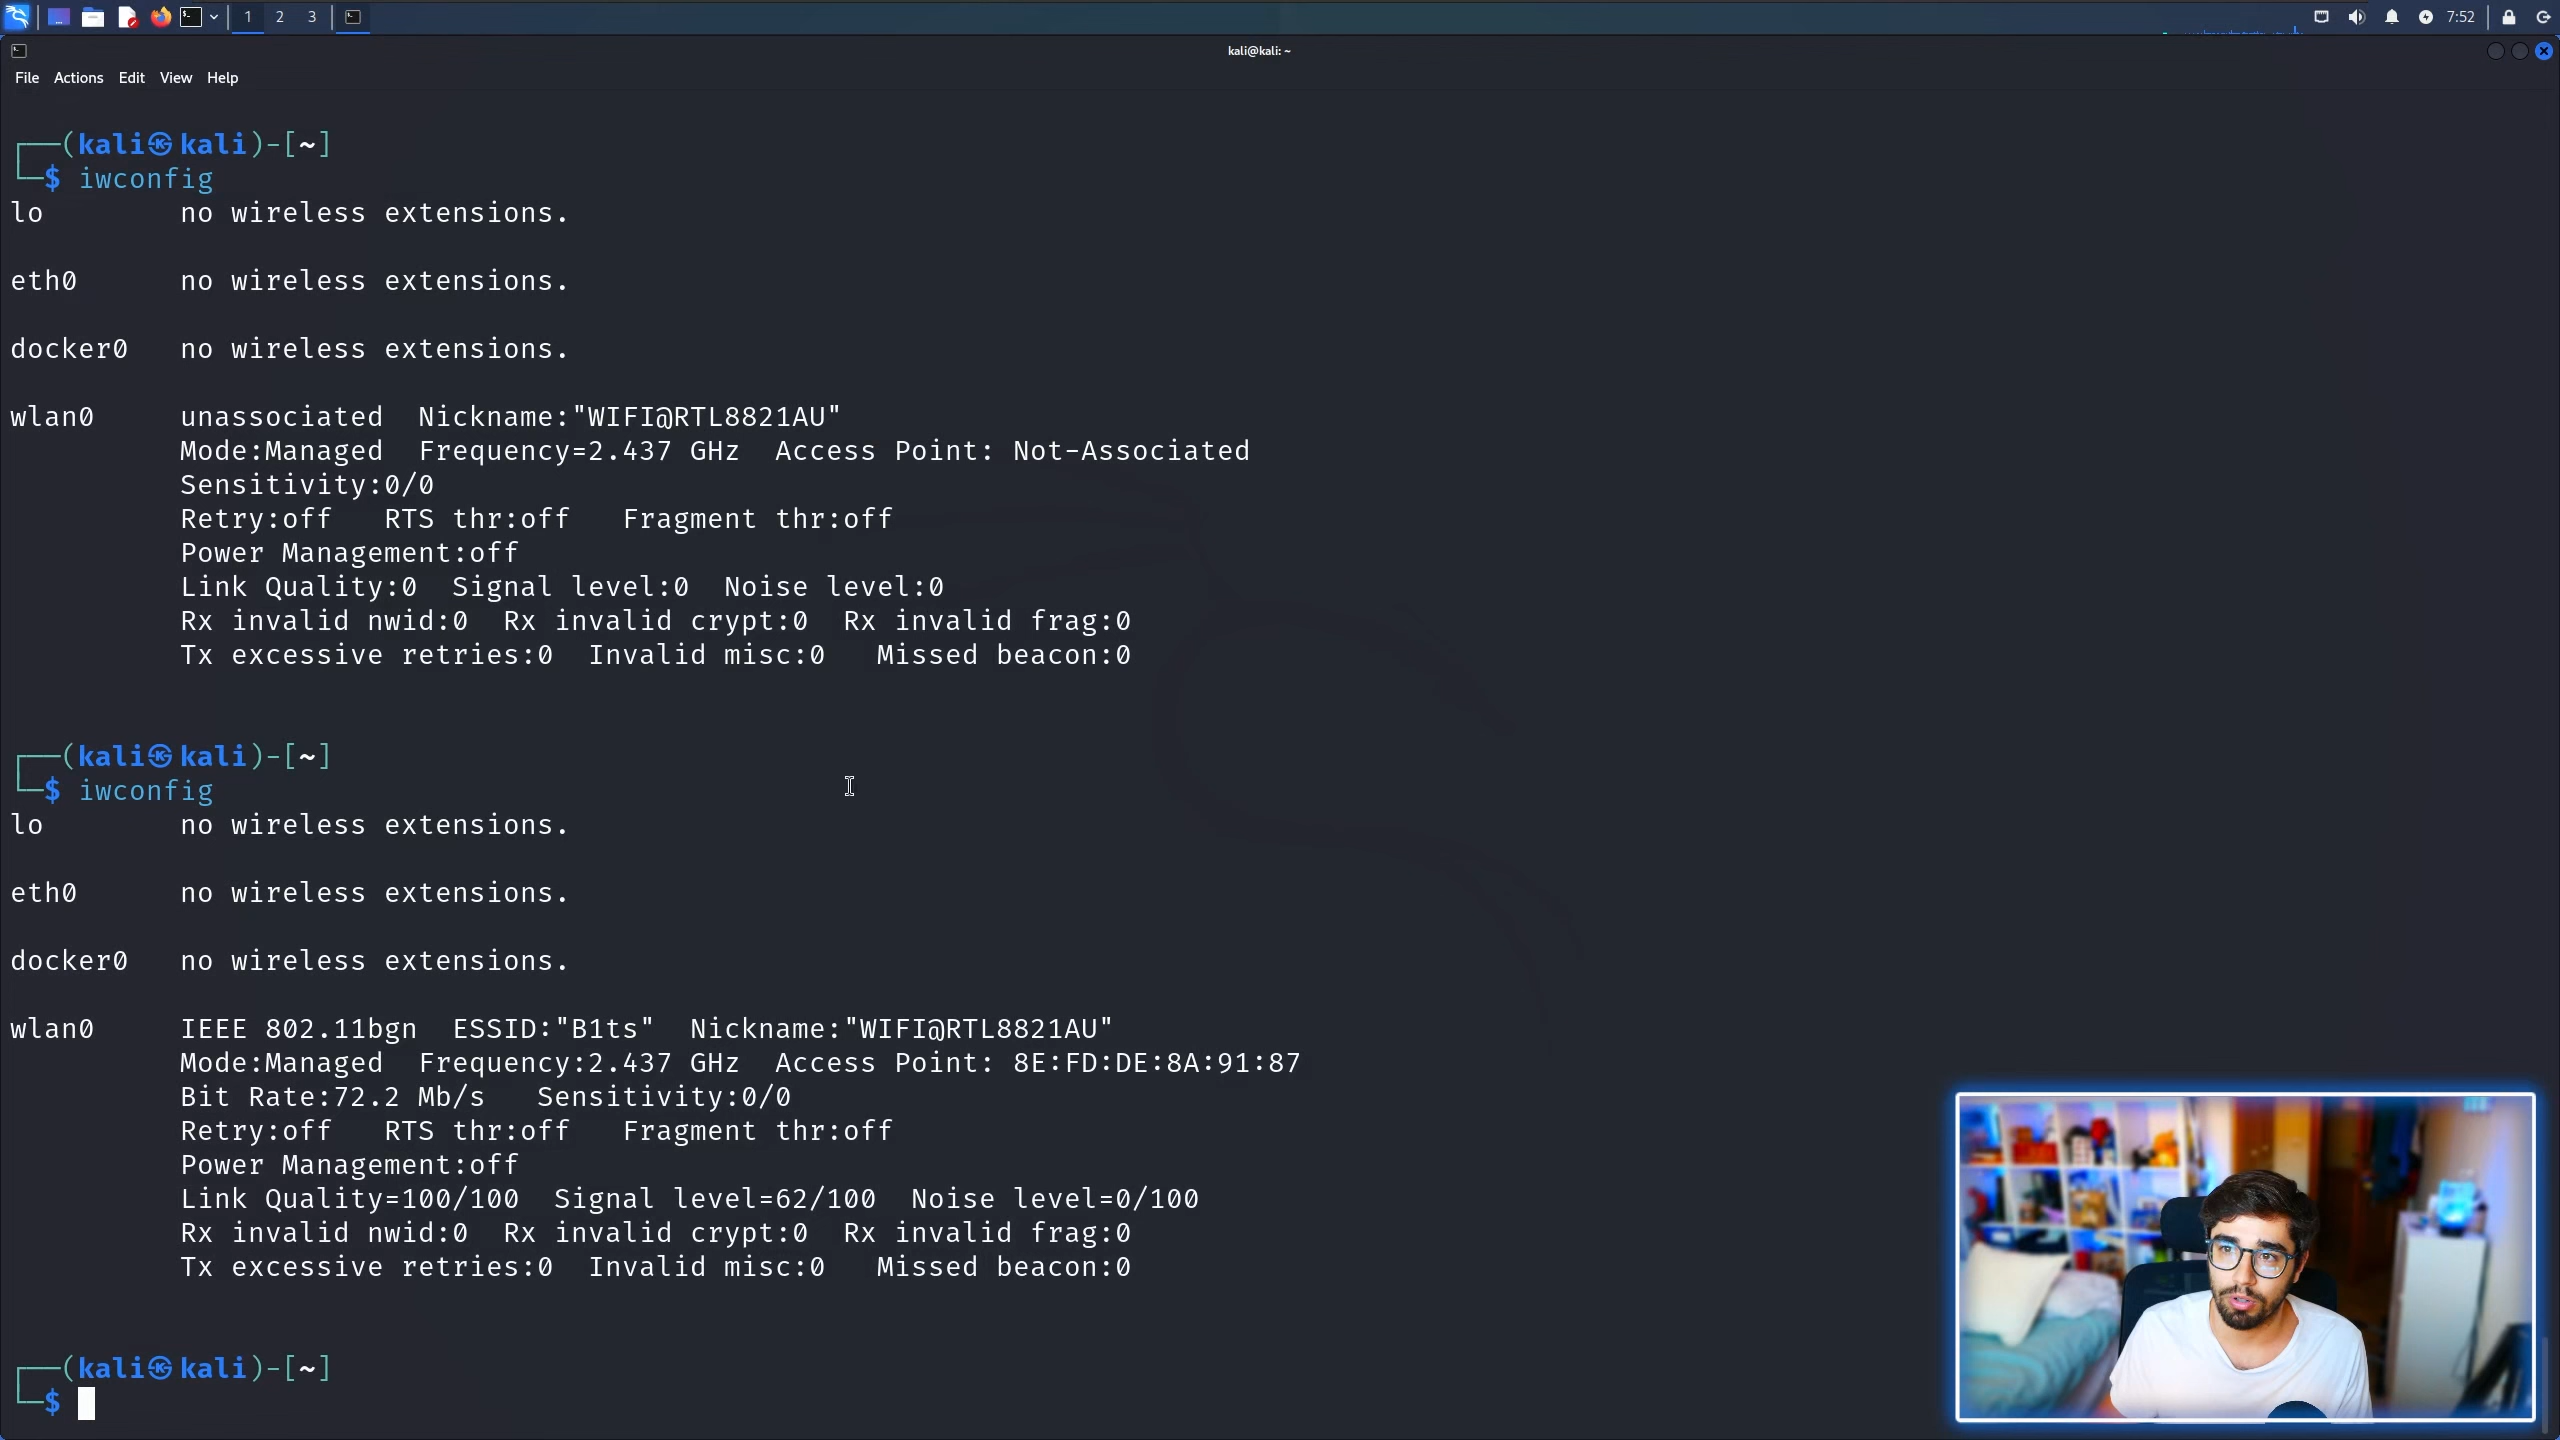 1 2 3
7:52
kali@kali: ~
File Actions Edit View Help
┌──(kali㉿kali)-[~]
└─$ iwconfig
lo        no wireless extensions.
eth0      no wireless extensions.
docker0   no wireless extensions.
wlan0     unassociated  Nickname:"WIFI@RTL8821AU"
          Mode:Managed  Frequency=2.437 GHz  Access Point: Not-Associated
          Sensitivity:0/0
          Retry:off   RTS thr:off   Fragment thr:off
          Power Management:off
          Link Quality:0  Signal level:0  Noise level:0
          Rx invalid nwid:0  Rx invalid crypt:0  Rx invalid frag:0
          Tx excessive retries:0  Invalid misc:0   Missed beacon:0
┌──(kali㉿kali)-[~]
└─$ iwconfig
lo        no wireless extensions.
eth0      no wireless extensions.
docker0   no wireless extensions.
wlan0     IEEE 802.11bgn  ESSID:"B1ts"  Nickname:"WIFI@RTL8821AU"
          Mode:Managed  Frequency:2.437 GHz  Access Point: 8E:FD:DE:8A:91:87
          Bit Rate:72.2 Mb/s   Sensitivity:0/0
          Retry:off   RTS thr:off   Fragment thr:off
          Power Management:off
          Link Quality=100/100  Signal level=62/100  Noise level=0/100
          Rx invalid nwid:0  Rx invalid crypt:0  Rx invalid frag:0
          Tx excessive retries:0  Invalid misc:0   Missed beacon:0
┌──(kali㉿kali)-[~]
└─$